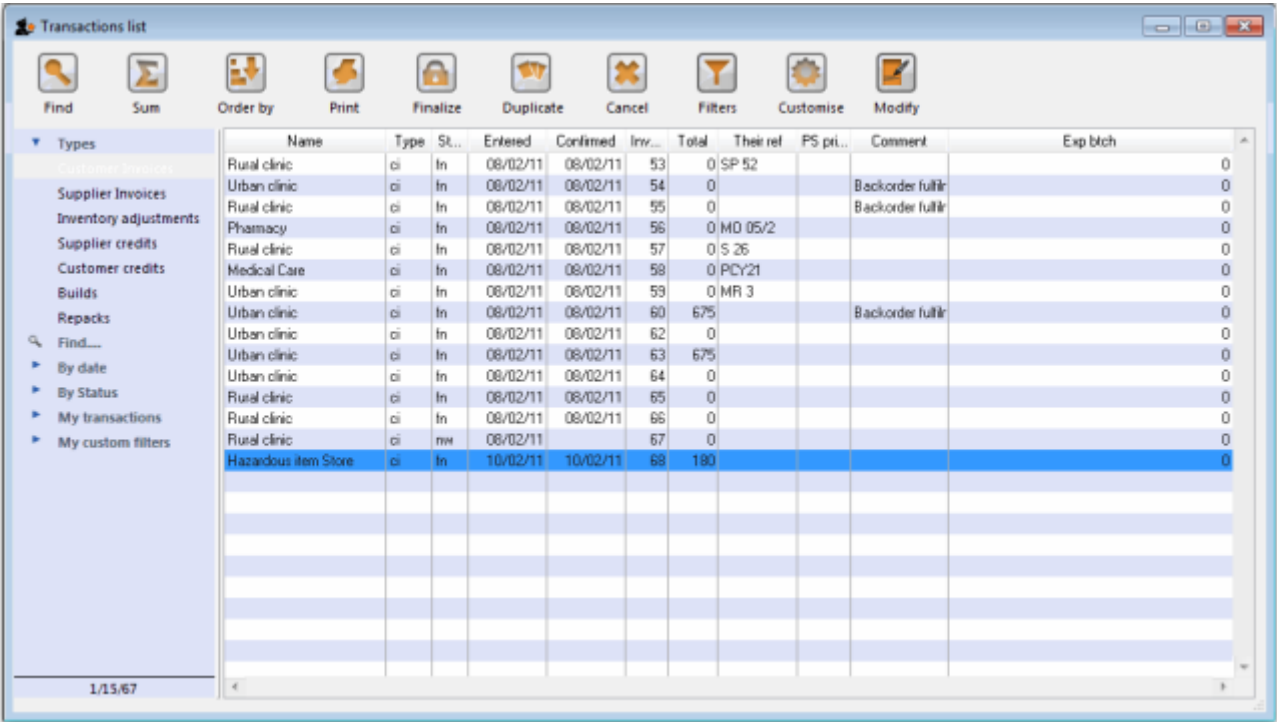 Transactions list
Find Sum Order by Print Finalize Duplicate Cancel Filters Customise Modify
Types
Customer Invoices
Supplier Invoices
Inventory adjustments
Supplier credits
Customer credits
Builds
Repacks
Find....
By date
By Status
My transactions
My custom filters
1/15/67
Name Type St... Entered Confirmed Inv... Total Their ref PS pri... Comment Exp btch
Rural clinic ci fn 08/02/11 08/02/11 53 0 SP 52 0
Urban clinic ci fn 08/02/11 08/02/11 54 0 Backorder fulfilr 0
Rural clinic ci fn 08/02/11 08/02/11 55 0 Backorder fulfilr 0
Pharmacy ci fn 08/02/11 08/02/11 56 0 MO 05/2 0
Rural clinic ci fn 08/02/11 08/02/11 57 0 S 26 0
Medical Care ci fn 08/02/11 08/02/11 58 0 PCY21 0
Urban clinic ci fn 08/02/11 08/02/11 59 0 MR 3 0
Urban clinic ci fn 08/02/11 08/02/11 60 675 Backorder fulfilr 0
Urban clinic ci fn 08/02/11 08/02/11 62 0 0
Urban clinic ci fn 08/02/11 08/02/11 63 675 0
Urban clinic ci fn 08/02/11 08/02/11 64 0 0
Rural clinic ci fn 08/02/11 08/02/11 65 0 0
Rural clinic ci fn 08/02/11 08/02/11 66 0 0
Rural clinic ci nw 08/02/11 67 0 0
Hazardous item Store ci fn 10/02/11 10/02/11 68 180 0